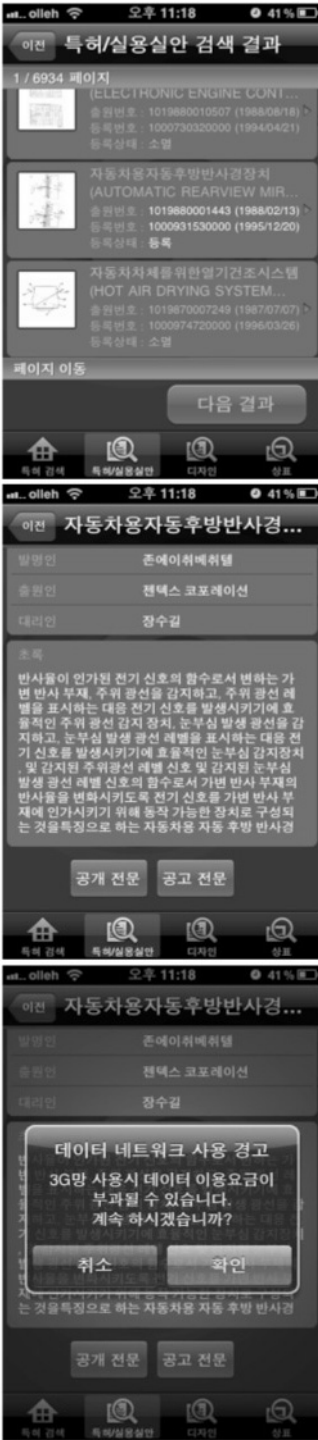 olleh 오후 11:18 41%
이전 특허/실용실안 검색 결과
1 / 6934 페이지
(ELECTRONIC ENGINE CONT...
출원번호 : 1019880010507 (1988/08/18)
등록번호 : 1000730320000 (1994/04/21)
등록상태 : 소멸
자동차용자동후방반사경장치
(AUTOMATIC REARVIEW MIR...
출원번호 : 1019880001443 (1988/02/13)
등록번호 : 1000931530000 (1995/12/20)
등록상태 : 등록
자동차차체를위한열기건조시스템
(HOT AIR DRYING SYSTEM...
출원번호 : 1019870007249 (1987/07/07)
등록번호 : 1000974720000 (1996/03/26)
등록상태 : 소멸
페이지 이동
다음 결과
특허 검색 특허/실용실안 디자인 상표
olleh 오후 11:18 41%
이전 자동차용자동후방반사경...
발명인 존에이취베취텔
출원인 젠텍스 코포레이션
대리인 장수길
초록
반사율이 인가된 전기 신호의 함수로서 변하는 가
변 반사 부재, 주위 광선을 감지하고, 주위 광선 레
벨을 표시하는 대응 전기 신호를 발생시키기에 효
율적인 주위 광선 감지 장치, 눈부심 발생 광선을 감
지하고, 눈부심 발생 광선 레벨을 표시하는 대응 전
기 신호를 발생시키기에 효율적인 눈부심 감지장치
, 및 감지된 주위광선 레벨 신호 및 감지된 눈부심
발생 광선 레벨 신호의 함수로서 가변 반사 부재의
반사율을 변화시키도록 전기 신호를 가변 반사 부
재에 인가시키기 위해 동작 가능한 장치로 구성되
는 것을특징으로 하는 자동차용 자동 후방 반사경
공개 전문 공고 전문
특허 검색 특허/실용실안 디자인 상표
olleh 오후 11:18 41%
이전 자동차용자동후방반사경...
발명인 존에이취베취텔
출원인 젠텍스 코포레이션
대리인 장수길
데이터 네트워크 사용 경고
3G망 사용시 데이터 이용요금이
부과될 수 있습니다.
계속 하시겠습니까?
취소 확인
는 것을특징으로 하는 자동차용 자동 후방 반사경
공개 전문 공고 전문
특허 검색 특허/실용실안 디자인 상표